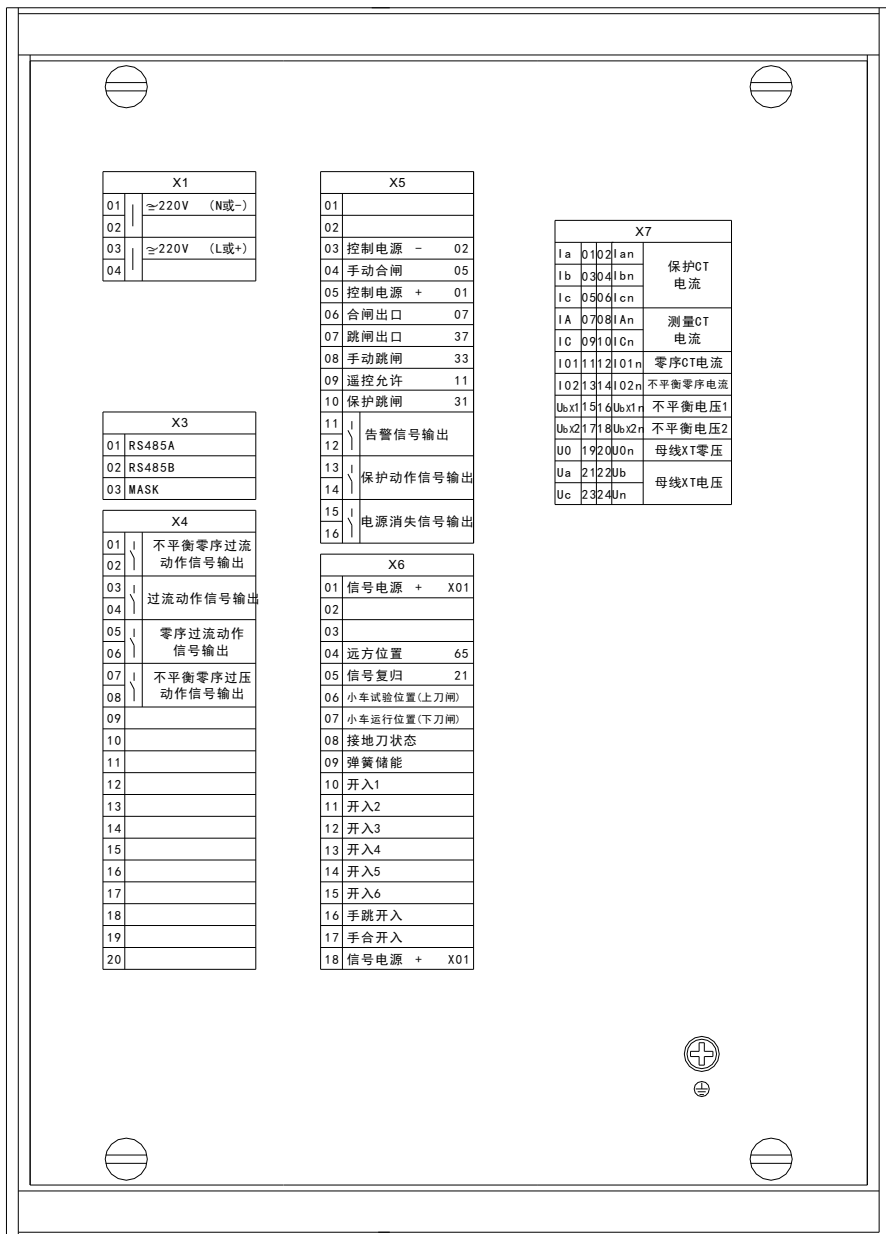 X1
01 ≃220V （N或-）
02
03 ≃220V （L或+）
04
X3
01 RS485A
02 RS485B
03 MASK
X4
01 不平衡零序过流
02 动作信号输出
03 过流动作信号输出
04
05 零序过流动作
06 信号输出
07 不平衡零序过压
08 动作信号输出
09
10
11
12
13
14
15
16
17
18
19
20
X5
01
02
03 控制电源 - 02
04 手动合闸 05
05 控制电源 + 01
06 合闸出口 07
07 跳闸出口 37
08 手动跳闸 33
09 遥控允许 11
10 保护跳闸 31
11 告警信号输出
12
13 保护动作信号输出
14
15 电源消失信号输出
16
X6
01 信号电源 + X01
02
03
04 远方位置 65
05 信号复归 21
06 小车试验位置(上刀闸)
07 小车运行位置(下刀闸)
08 接地刀状态
09 弹簧储能
10 开入1
11 开入2
12 开入3
13 开入4
14 开入5
15 开入6
16 手跳开入
17 手合开入
18 信号电源 + X01
X7
Ia 01 02 Ian 保护CT
Ib 03 04 Ibn 电流
Ic 05 06 Icn
IA 07 08 IAn 测量CT
IC 09 10 ICn 电流
I01 11 12 I01n 零序CT电流
I02 13 14 I02n 不平衡零序电流
Ubx1 15 16 Ubx1n 不平衡电压1
Ubx2 17 18 Ubx2n 不平衡电压2
U0 19 20 U0n 母线XT零压
Ua 21 22 Ub 母线XT电压
Uc 23 24 Un